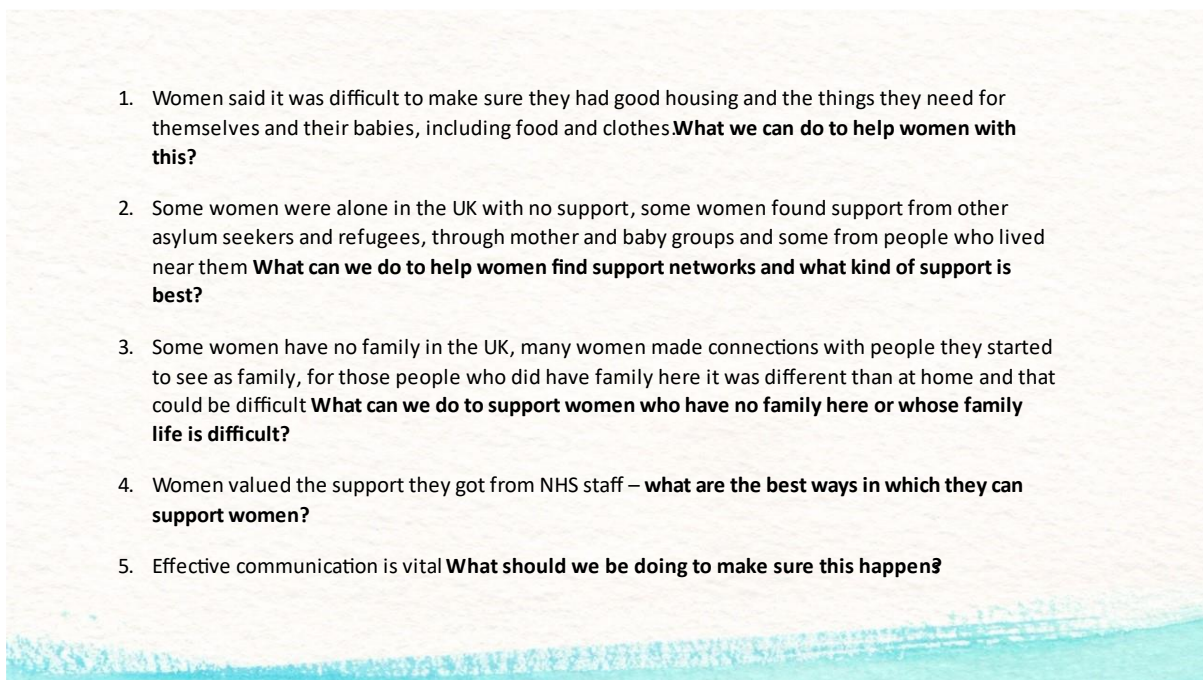 1. Women said it was difficult to make sure they had good housing and the things they need for
themselves and their babies, including food and clothes.What we can do to help women with
this?
2. Some women were alone in the UK with no support, some women found support from other
asylum seekers and refugees, through mother and baby groups and some from people who lived
near them What can we do to help women find support networks and what kind of support is
best?
3. Some women have no family in the UK, many women made connections with people they started
to see as family, for those people who did have family here it was different than at home and that
could be difficult What can we do to support women who have no family here or whose family
life is difficult?
4. Women valued the support they got from NHS staff – what are the best ways in which they can
support women?
5. Effective communication is vital What should we be doing to make sure this happens?